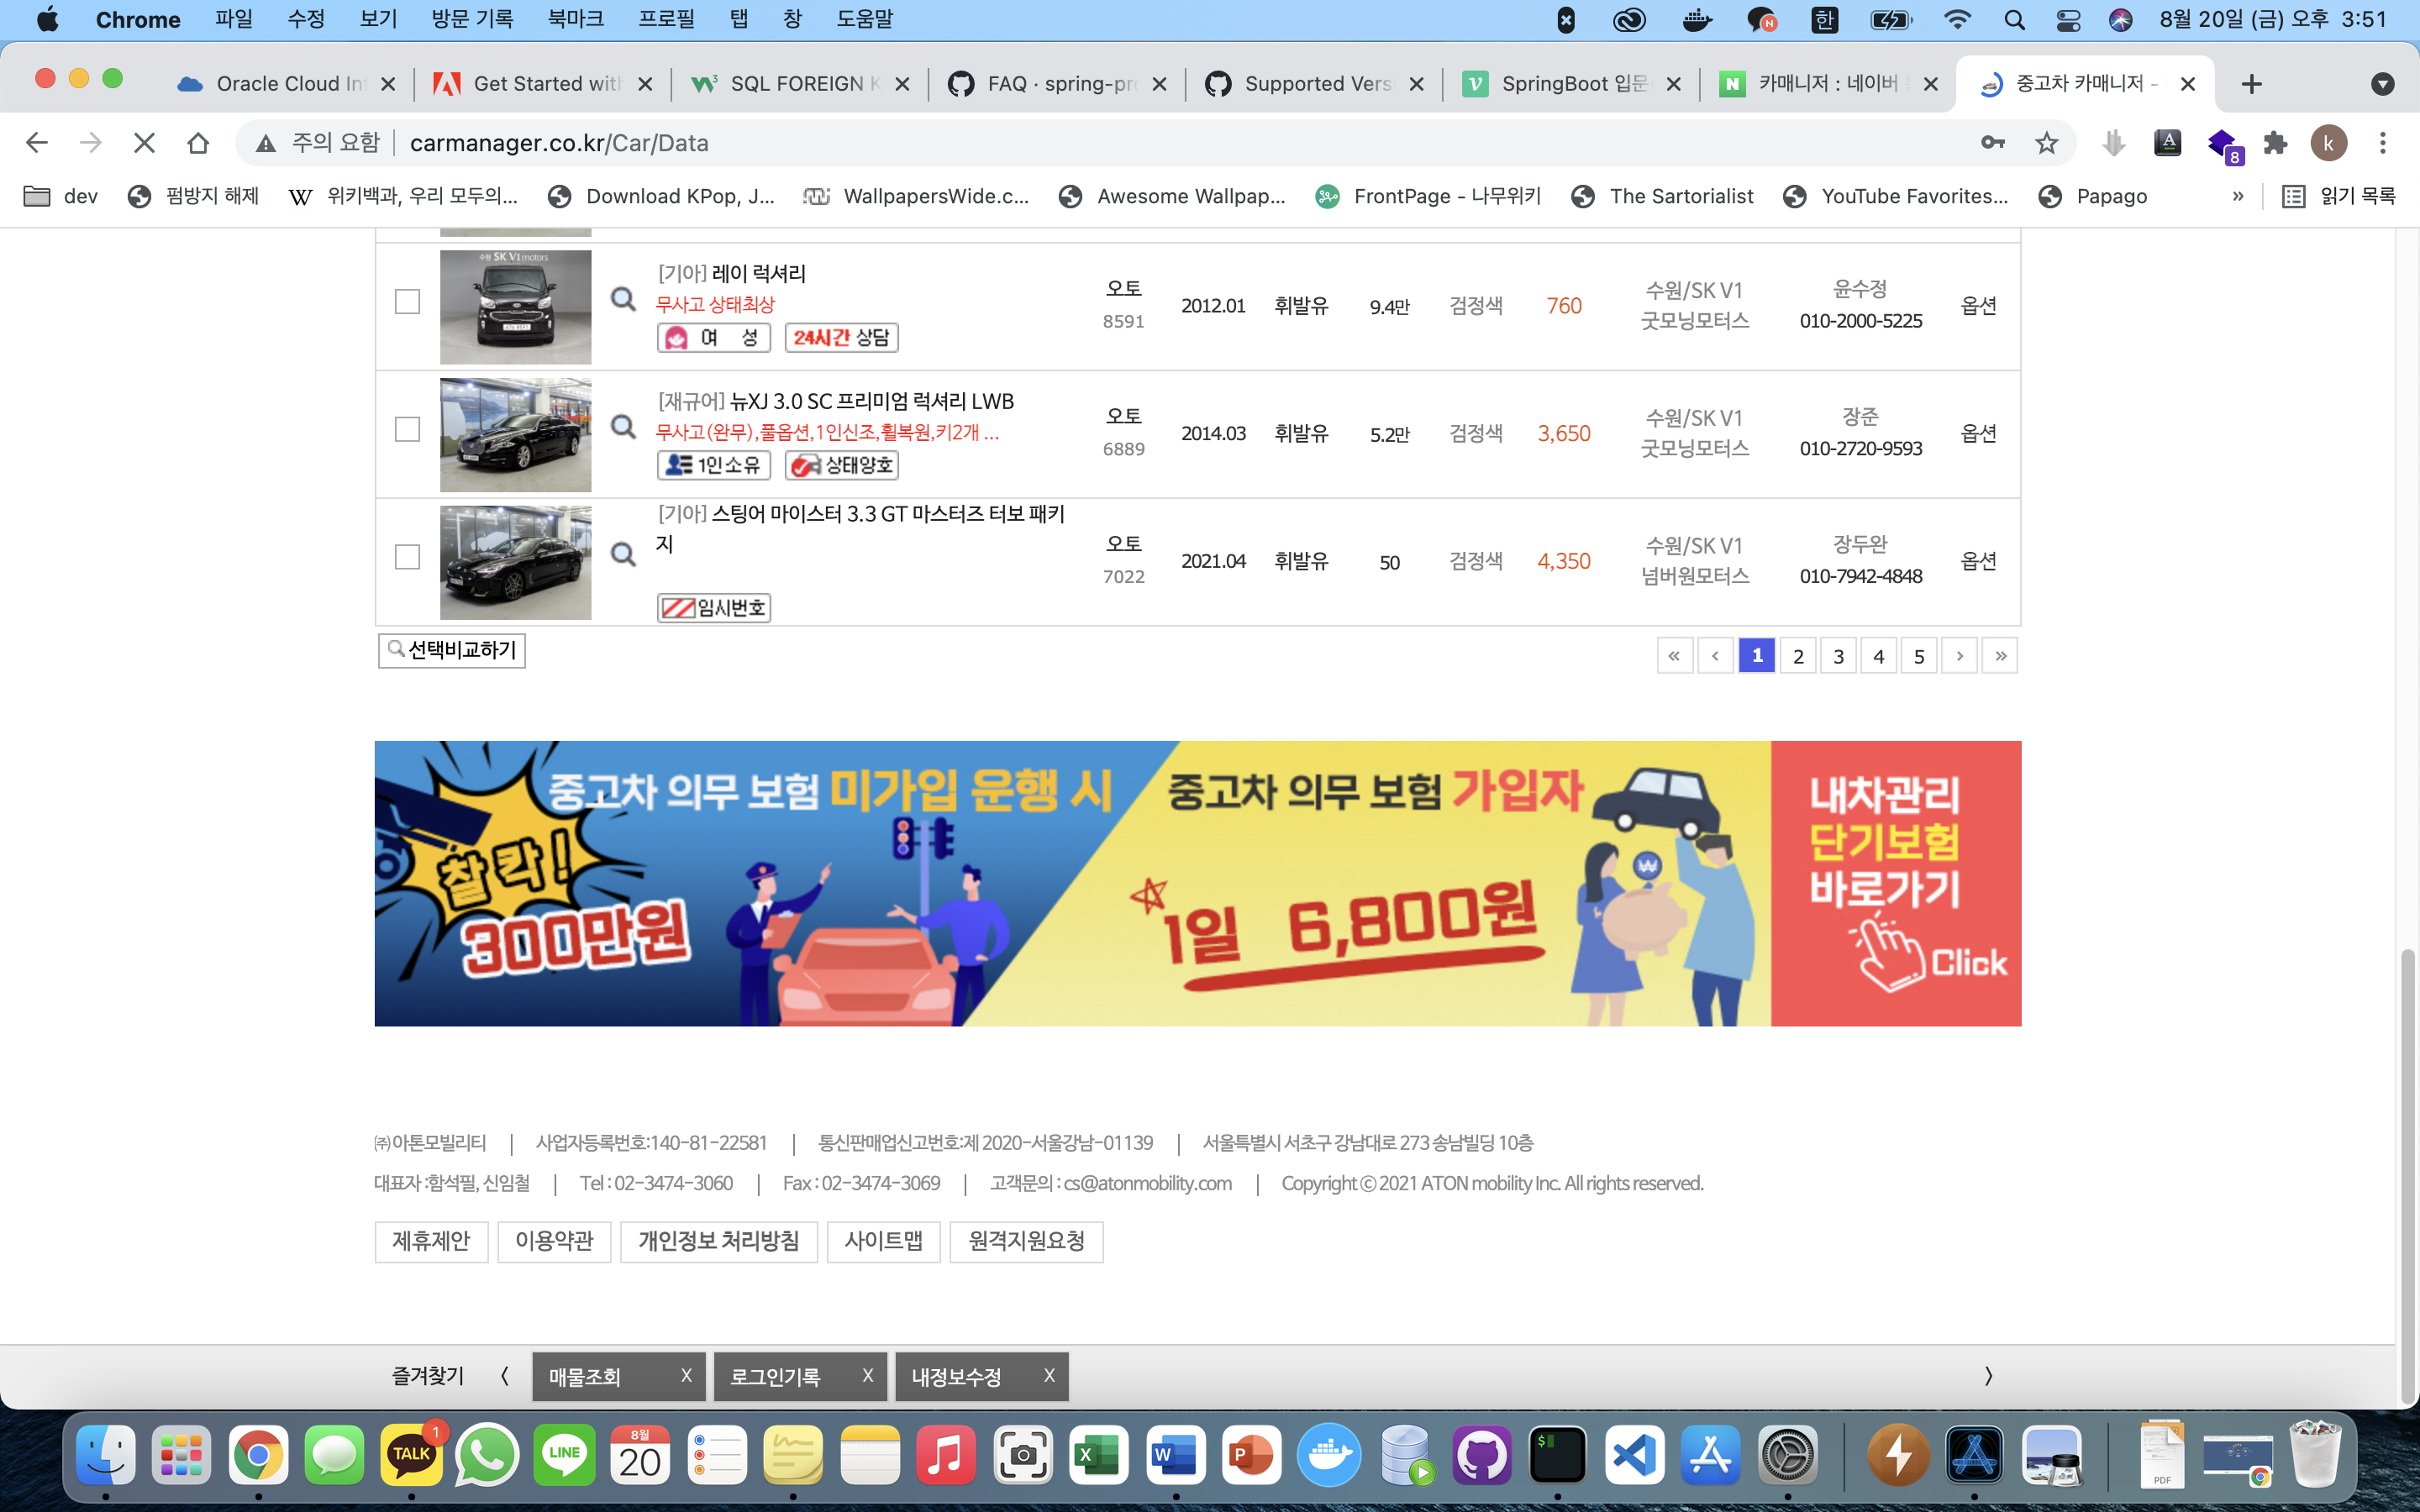 Chrome 파일 수정 보기 방문 기록 북마크 프로필 탭 창 도움말 한 8월 20일 (금) 오후 3:51
Oracle Cloud Inf Get Started with SQL FOREIGN K FAQ · spring-pro Supported Vers SpringBoot 입문 카매니저 : 네이버 중고차 카매니저 -
주의 요함 carmanager.co.kr/Car/Data k 8
dev 펌방지 해제 위키백과, 우리 모두의... Download KPop, J... WallpapersWide.c... Awesome Wallpap... FrontPage - 나무위키 The Sartorialist YouTube Favorites... Papago » 읽기 목록
수원 SK V1 motors
[기아] 레이 럭셔리
무사고 상태최상
여 성 24시간 상담
오토
8591
2012.01 휘발유 9.4만 검정색 760
수원/SK V1
굿모닝모터스
윤수정
010-2000-5225
옵션
[재규어] 뉴XJ 3.0 SC 프리미엄 럭셔리 LWB
무사고(완무),풀옵션,1인신조,휠복원,키2개 ...
1인소유 상태양호
오토
6889
2014.03 휘발유 5.2만 검정색 3,650
수원/SK V1
굿모닝모터스
장준
010-2720-9593
옵션
[기아] 스팅어 마이스터 3.3 GT 마스터즈 터보 패키
지
임시번호
오토
7022
2021.04 휘발유 50 검정색 4,350
수원/SK V1
넘버원모터스
장두완
010-7942-4848
옵션
선택비교하기
« ‹ 1 2 3 4 5 › »
중고차 의무 보험 미가입 운행 시
찰칵!
300만원
중고차 의무 보험 가입자
1일 6,800원
내차관리
단기보험
바로가기
Click
㈜아톤모빌리티 | 사업자등록번호:140-81-22581 | 통신판매업신고번호:제 2020-서울강남-01139 | 서울특별시 서초구 강남대로 273 송남빌딩 10층
대표자 :함석필, 신임철 | Tel : 02-3474-3060 | Fax : 02-3474-3069 | 고객문의 : cs@atonmobility.com | Copyright ⓒ 2021 ATON mobility Inc. All rights reserved.
제휴제안 이용약관 개인정보 처리방침 사이트맵 원격지원요청
즐겨찾기 〈 매물조회 X 로그인기록 X 내정보수정 X 〉
TALK 1 LINE 8월 20 X W P PDF